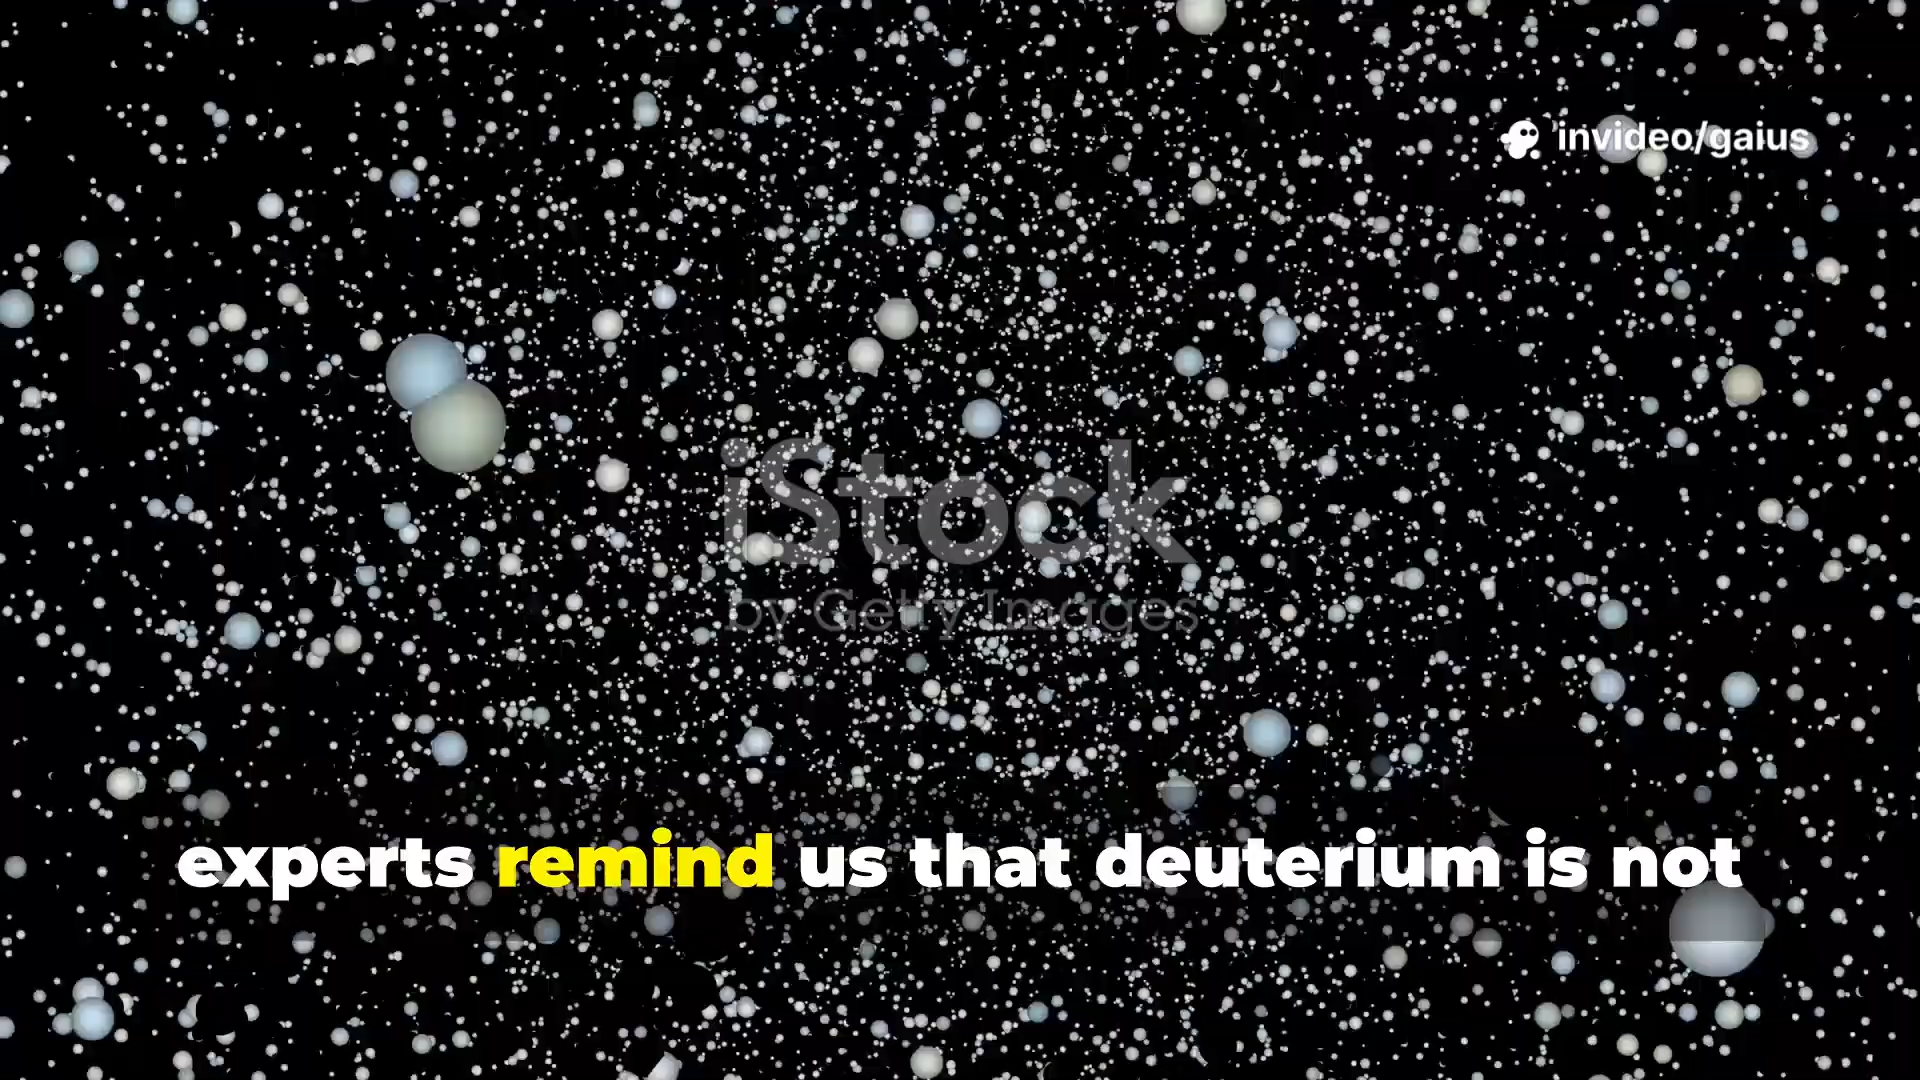 invideo/gaius
iStock
by Getty Images
experts remind us that deuterium is not